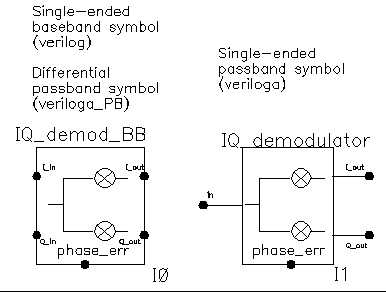 Single-ended
baseband symbol
(verilog)
Differential
passband symbol
(veriloga_PB)
Single-ended
passband symbol
(veriloga)
IQ_demod_BB
I_in
I_out
Q_in
Q_out
phase_err
I0
IQ_demodulator
in
I_out
Q_out
phase_err
I1